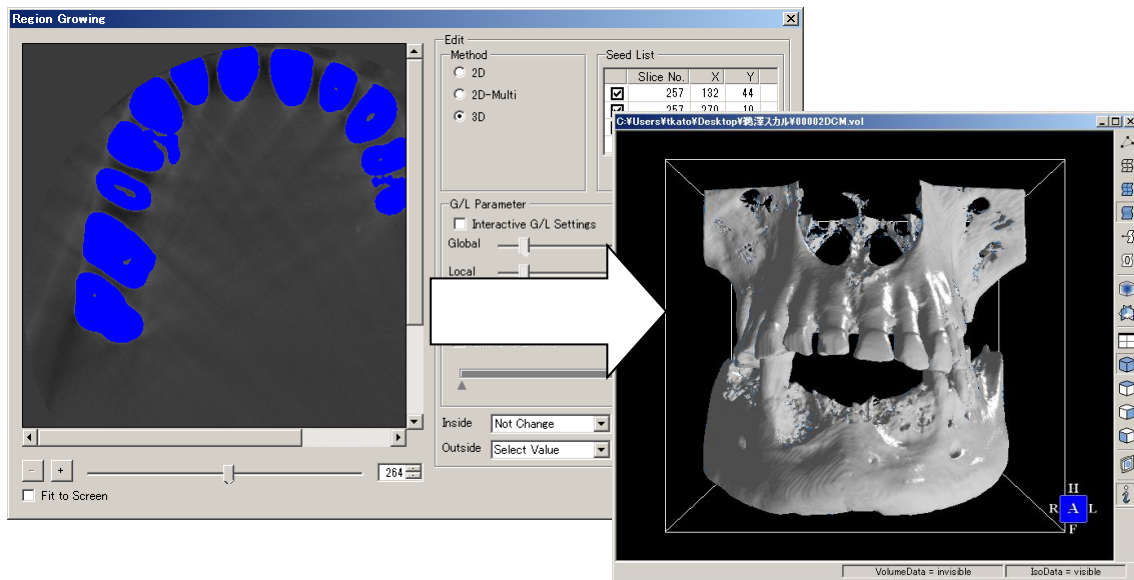 Region Growing
Edit
Method
2D
2D-Multi
3D
Seed List
Slice No. X Y
257 132 44
257 270 10
G/L Parameter
Interactive G/L Settings
Global
Local
Inside Not Change
Outside Select Value
264
Fit to Screen
C:¥Users¥tkato¥Desktop¥鵜澤スカル¥00002DCM.vol
H
R A L
F
VolumeData = invisible IsoData = visible